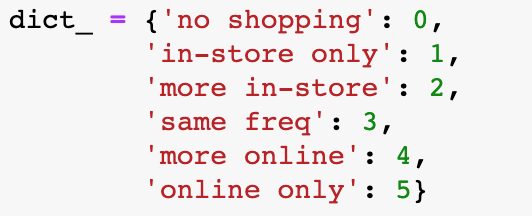 dict_ = {'no shopping': 0,
'in-store only': 1,
'more in-store': 2,
'same freq': 3,
'more online': 4,
'online only': 5}